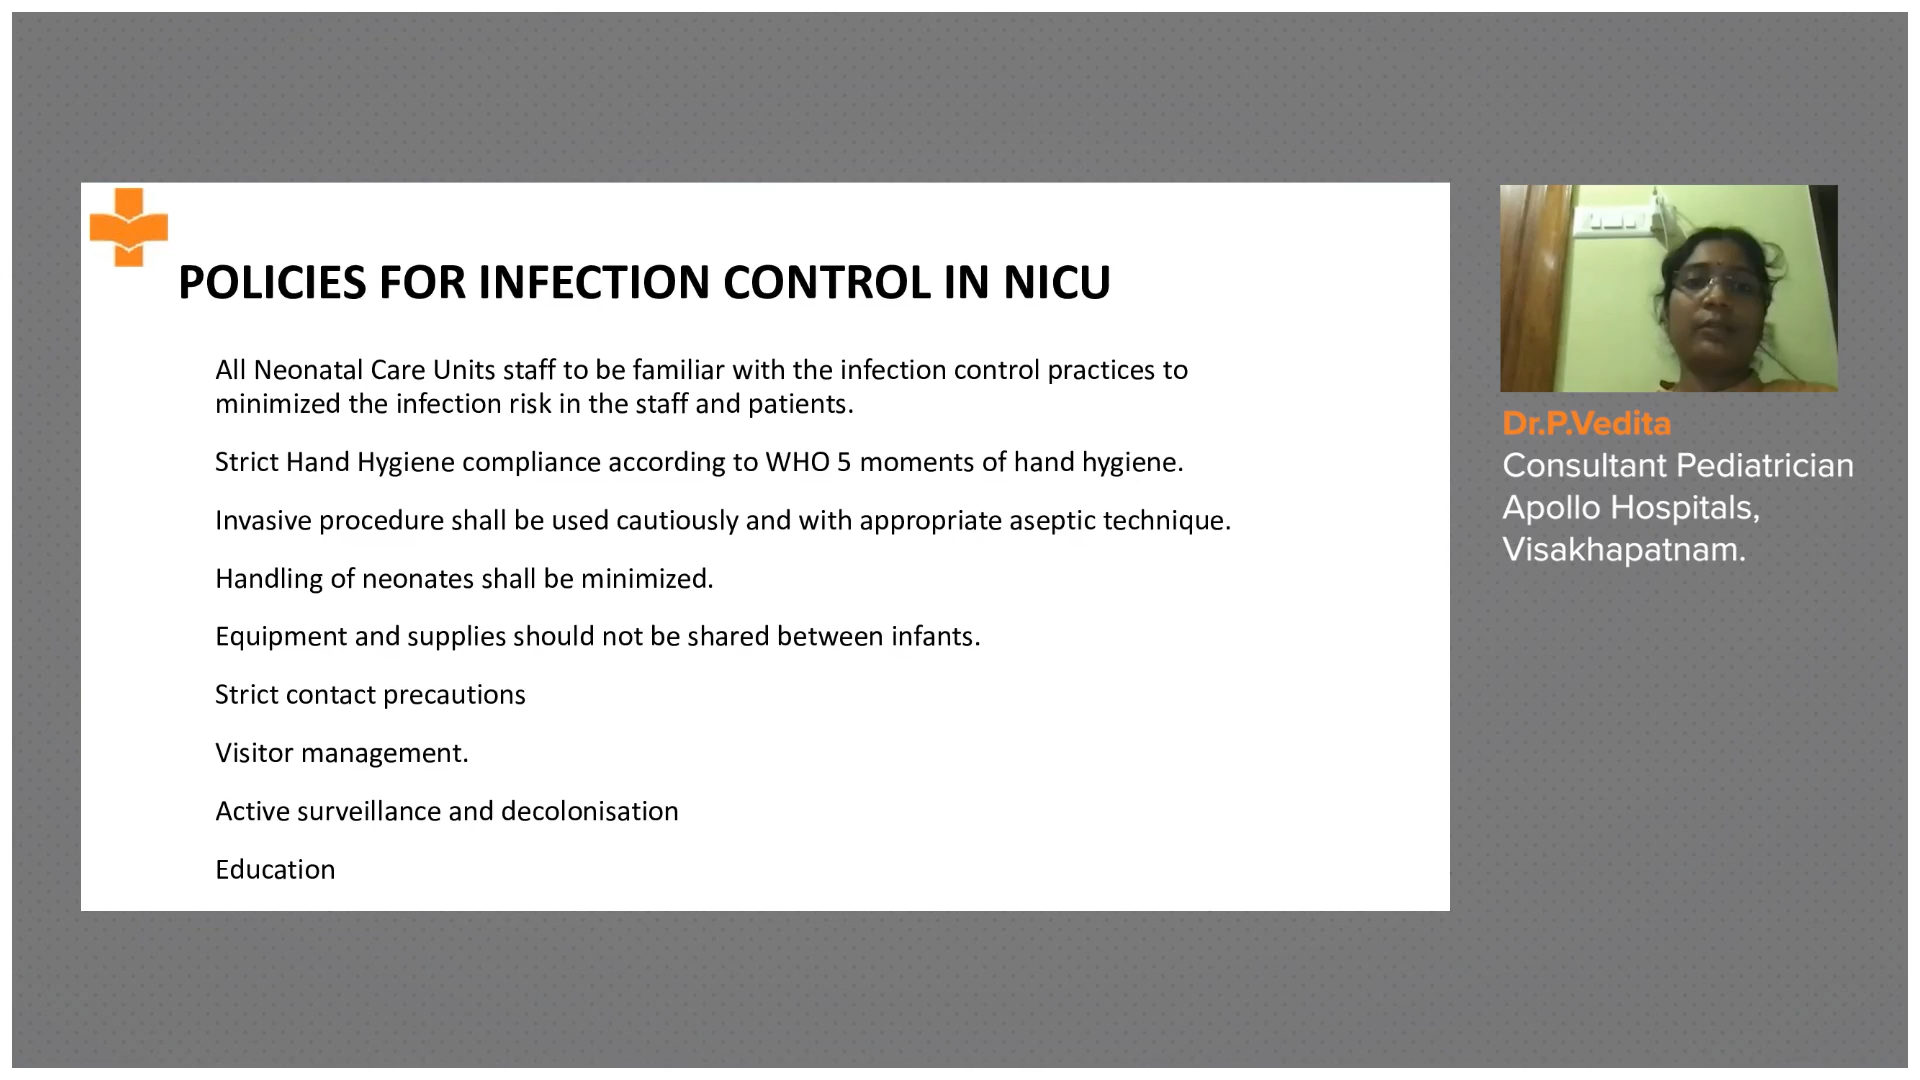 POLICIES FOR INFECTION CONTROL IN NICU
All Neonatal Care Units staff to be familiar with the infection control practices to
minimized the infection risk in the staff and patients.
Strict Hand Hygiene compliance according to WHO 5 moments of hand hygiene.
Invasive procedure shall be used cautiously and with appropriate aseptic technique.
Handling of neonates shall be minimized.
Equipment and supplies should not be shared between infants.
Strict contact precautions
Visitor management.
Active surveillance and decolonisation
Education
Dr.P.Vedita
Consultant Pediatrician
Apollo Hospitals,
Visakhapatnam.